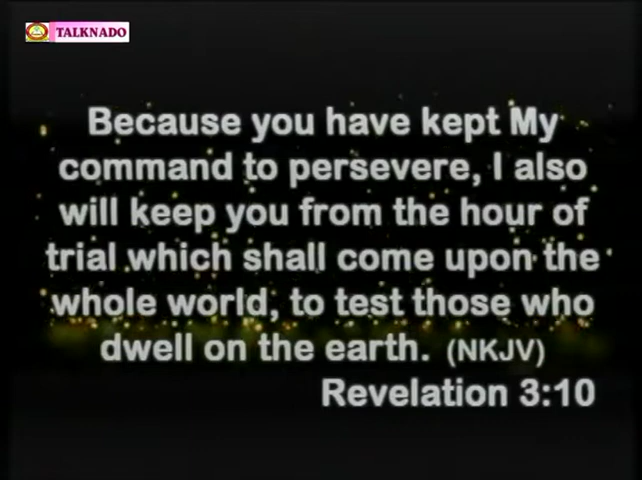 TALKNADO
Because you have kept My
command to persevere, I also
will keep you from the hour of
trial which shall come upon the
whole world, to test those who
dwell on the earth. (NKJV)
Revelation 3:10